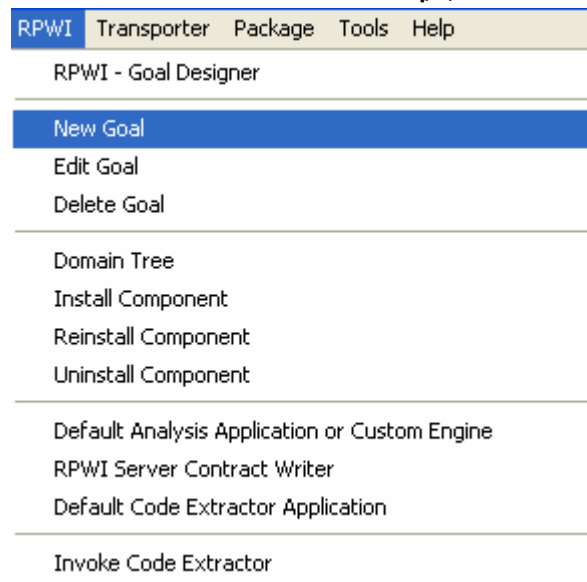 RPWI Transporter Package Tools Help
RPWI - Goal Designer
New Goal
Edit Goal
Delete Goal
Domain Tree
Install Component
Reinstall Component
Uninstall Component
Default Analysis Application or Custom Engine
RPWI Server Contract Writer
Default Code Extractor Application
Invoke Code Extractor